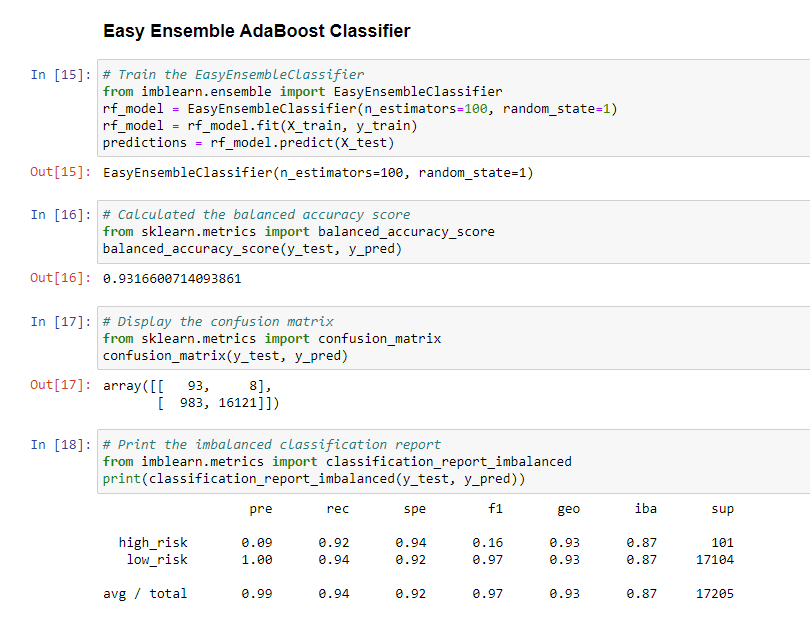 Easy Ensemble AdaBoost Classifier
In [15]: # Train the EasyEnsembleClassifier
from imblearn.ensemble import EasyEnsembleClassifier
rf_model = EasyEnsembleClassifier(n_estimators=100, random_state=1)
rf_model = rf_model.fit(X_train, y_train)
predictions = rf_model.predict(X_test)
Out[15]: EasyEnsembleClassifier(n_estimators=100, random_state=1)
In [16]: # Calculated the balanced accuracy score
from sklearn.metrics import balanced_accuracy_score
balanced_accuracy_score(y_test, y_pred)
Out[16]: 0.9316600714093861
In [17]: # Display the confusion matrix
from sklearn.metrics import confusion_matrix
confusion_matrix(y_test, y_pred)
Out[17]: array([[   93,     8],
       [  983, 16121]])
In [18]: # Print the imbalanced classification report
from imblearn.metrics import classification_report_imbalanced
print(classification_report_imbalanced(y_test, y_pred))
pre rec spe f1 geo iba sup
high_risk 0.09 0.92 0.94 0.16 0.93 0.87 101
low_risk 1.00 0.94 0.92 0.97 0.93 0.87 17104
avg / total 0.99 0.94 0.92 0.97 0.93 0.87 17205